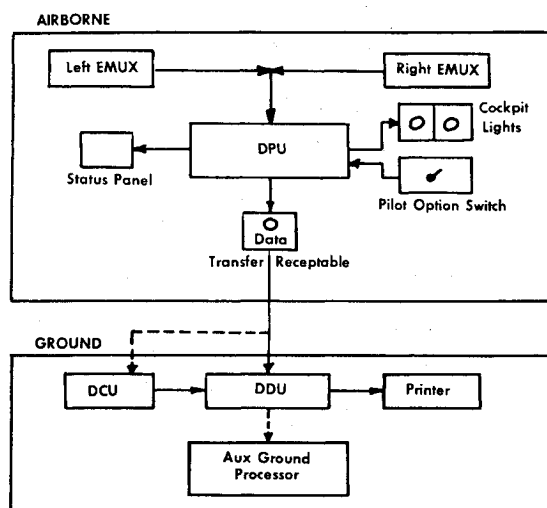 AIRBORNE
Left EMUX
Right EMUX
Cockpit
Lights
DPU
Status Panel
Pilot Option Switch
Data
Transfer Receptable
GROUND
DCU
DDU
Printer
Aux Ground
Processor